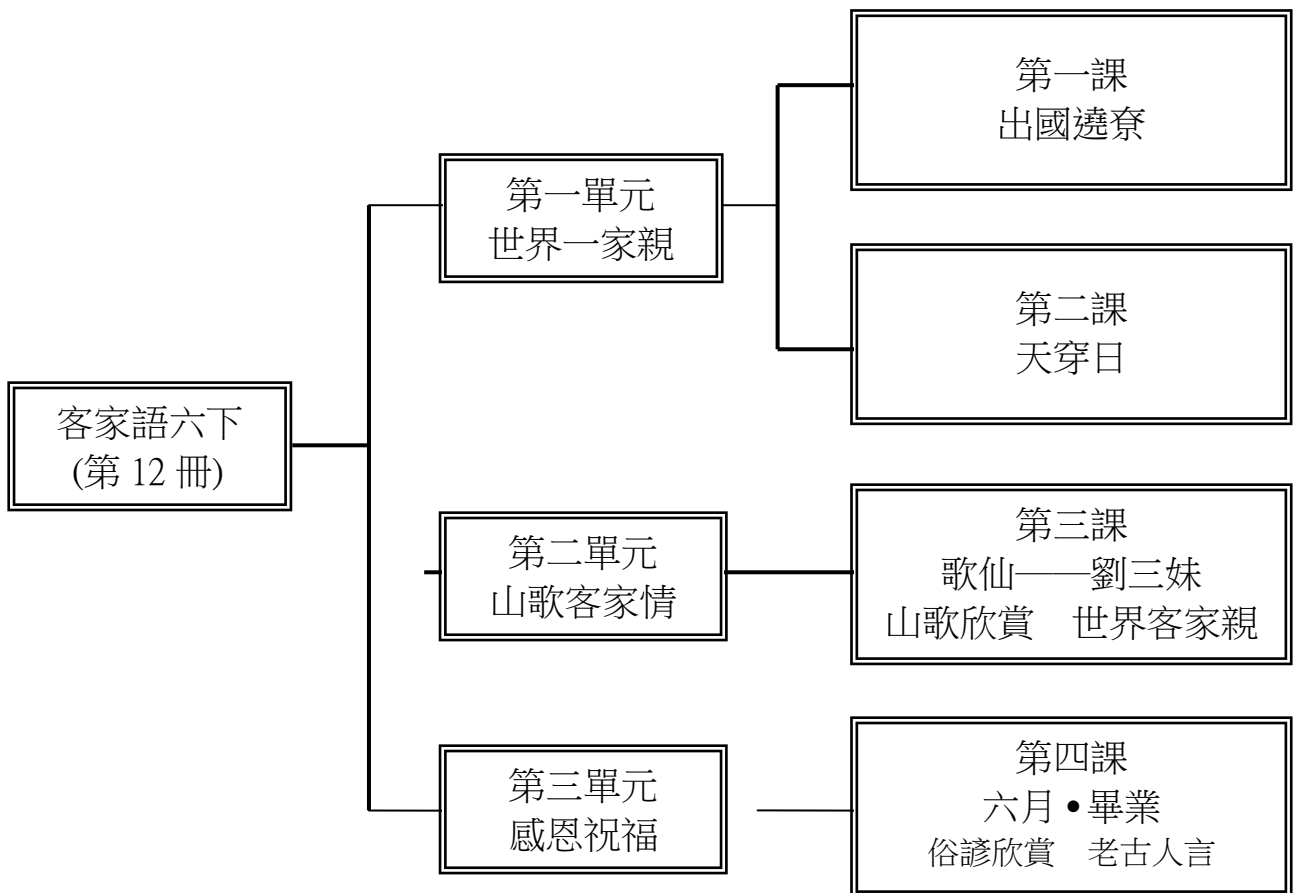 客家語六下
(第 12 冊)
第一單元
世界一家親
第一課
出國遶尞
第二課
天穿日
第二單元
山歌客家情
第三課
歌仙——劉三妹
山歌欣賞　世界客家親
第三單元
感恩祝福
第四課
六月•畢業
俗諺欣賞　老古人言